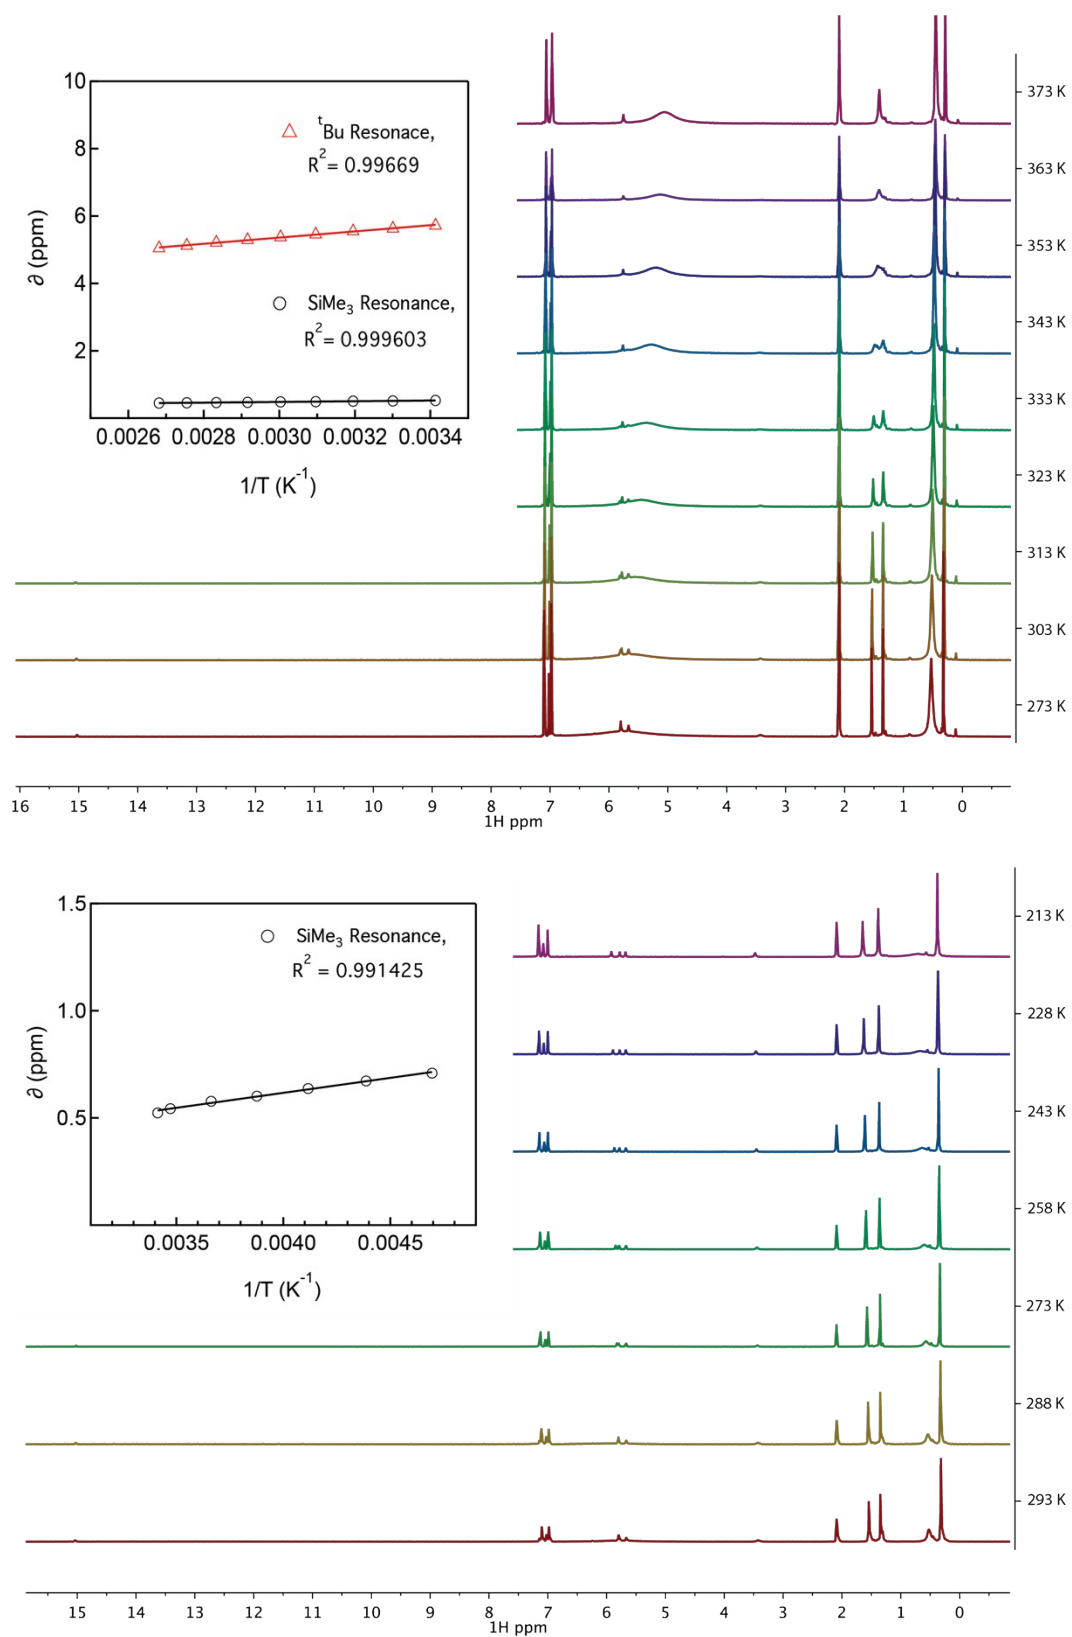 10
8
6
4
2
∂ (ppm)
tBu Resonace,
R2= 0.99669
SiMe3 Resonance,
R2= 0.999603
0.0026 0.0028 0.0030 0.0032 0.0034
1/T (K-1)
373 K
363 K
353 K
343 K
333 K
323 K
313 K
303 K
273 K
16 15 14 13 12 11 10 9 8 7 6 5 4 3 2 1 0
1H ppm
1.5
1.0
0.5
∂ (ppm)
SiMe3 Resonance,
R2 = 0.991425
0.0035 0.0040 0.0045
1/T (K-1)
213 K
228 K
243 K
258 K
273 K
288 K
293 K
15 14 13 12 11 10 9 8 7 6 5 4 3 2 1 0
1H ppm